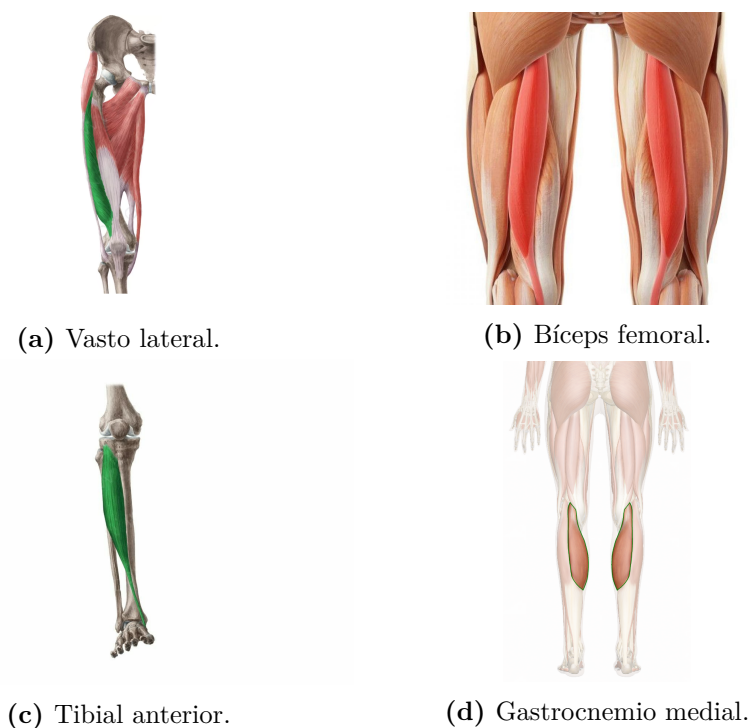 (a) Vasto lateral.
(b) Bíceps femoral.
(c) Tibial anterior.
(d) Gastrocnemio medial.